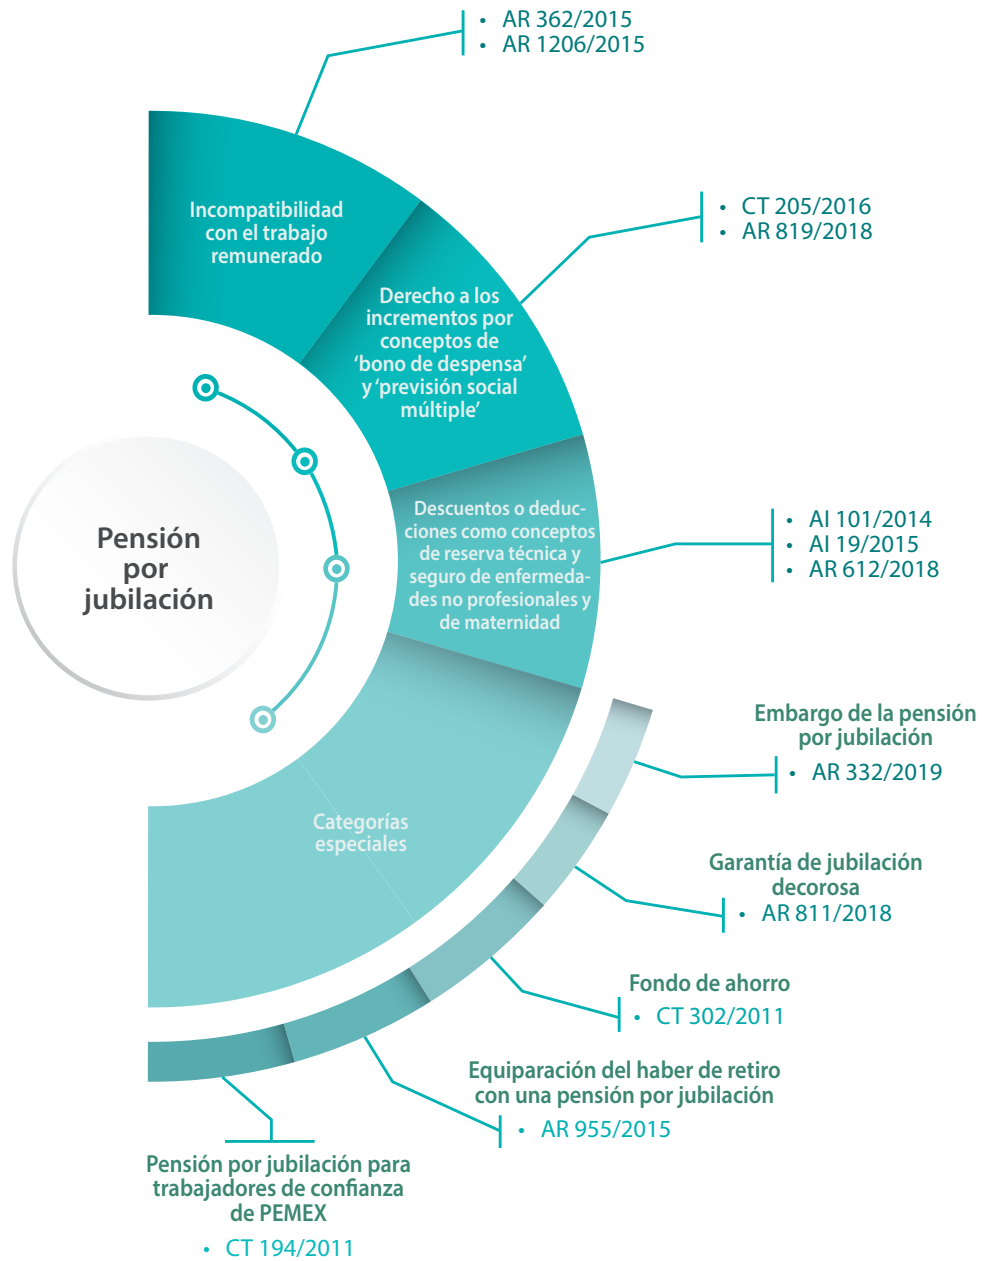 • AR 362/2015
• AR 1206/2015
Incompatibilidad
con el trabajo
remunerado
• CT 205/2016
• AR 819/2018
Derecho a los
incrementos por
conceptos de
‘bono de despensa’
y ‘previsión social
múltiple’
Descuentos o deduc-
ciones como conceptos
de reserva técnica y
seguro de enfermeda-
des no profesionales y
de maternidad
• AI 101/2014
• AI 19/2015
• AR 612/2018
Pensión
por
jubilación
Categorías
especiales
Embargo de la pensión
por jubilación
• AR 332/2019
Garantía de jubilación
decorosa
• AR 811/2018
Fondo de ahorro
• CT 302/2011
Equiparación del haber de retiro
con una pensión por jubilación
• AR 955/2015
Pensión por jubilación para
trabajadores de confianza
de PEMEX
• CT 194/2011